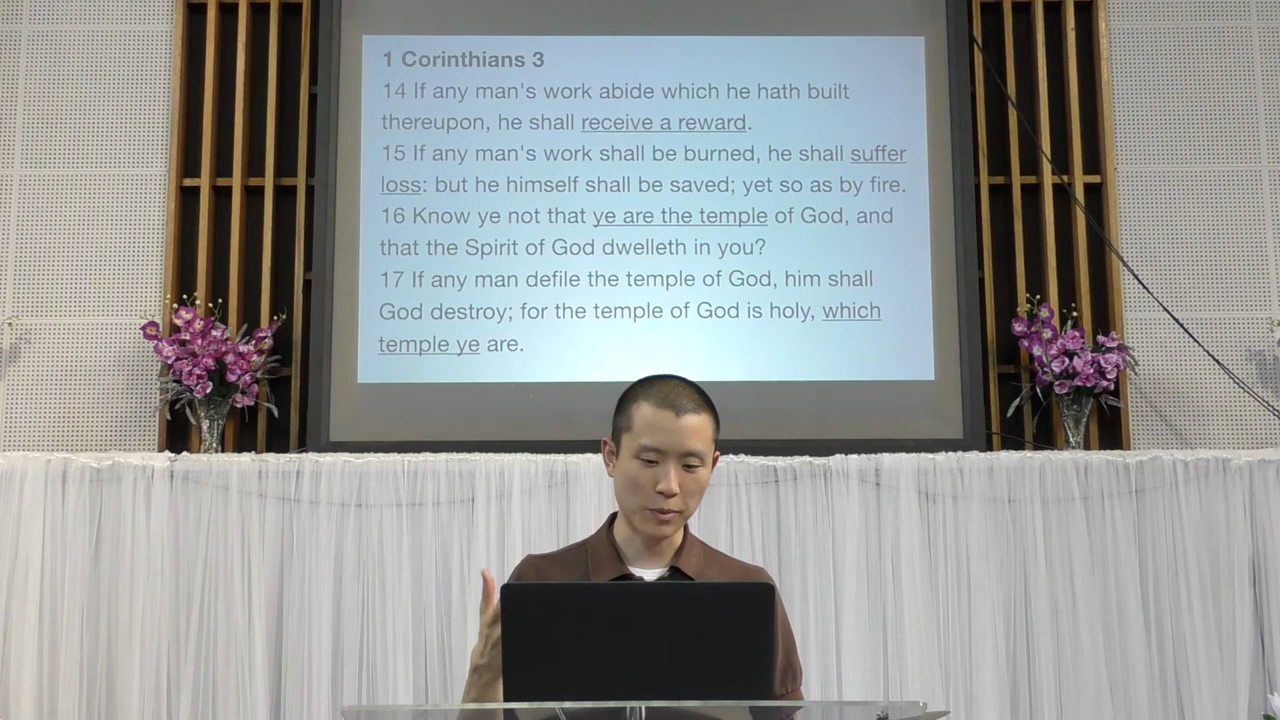 1 Corinthians 3
14 If any man's work abide which he hath built
thereupon, he shall receive a reward.
15 If any man's work shall be burned, he shall suffer
loss: but he himself shall be saved; yet so as by fire.
16 Know ye not that ye are the temple of God, and
that the Spirit of God dwelleth in you?
17 If any man defile the temple of God, him shall
God destroy; for the temple of God is holy, which
temple ye are.